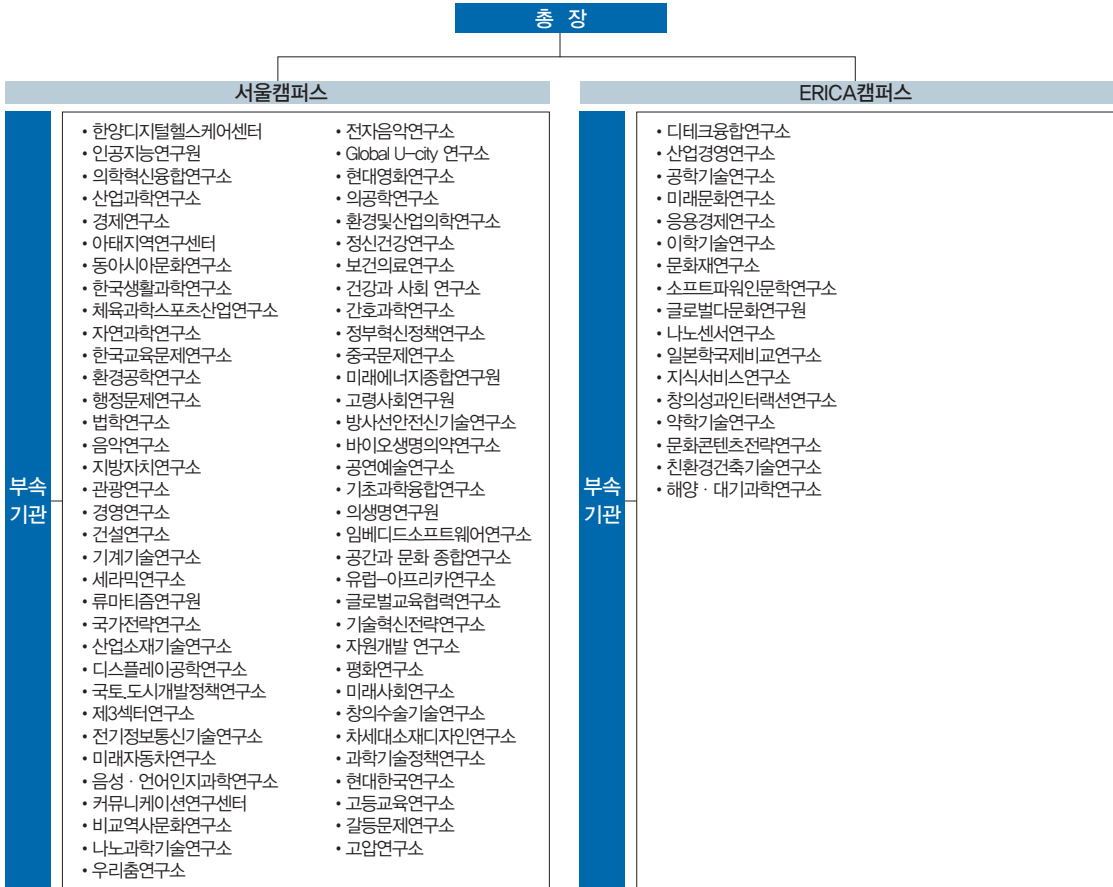 총 장
서울캠퍼스
부속
기관
• 한양디지털헬스케어센터
• 인공지능연구원
• 의학혁신융합연구소
• 산업과학연구소
• 경제연구소
• 아태지역연구센터
• 동아시아문화연구소
• 한국생활과학연구소
• 체육과학스포츠산업연구소
• 자연과학연구소
• 한국교육문제연구소
• 환경공학연구소
• 행정문제연구소
• 법학연구소
• 음악연구소
• 지방자치연구소
• 관광연구소
• 경영연구소
• 건설연구소
• 기계기술연구소
• 세라믹연구소
• 류마티즘연구원
• 국가전략연구소
• 산업소재기술연구소
• 디스플레이공학연구소
• 국토.도시개발정책연구소
• 제3섹터연구소
• 전기정보통신기술연구소
• 미래자동차연구소
• 음성 · 언어인지과학연구소
• 커뮤니케이션연구센터
• 비교역사문화연구소
• 나노과학기술연구소
• 우리춤연구소
• 전자음악연구소
• Global U-city 연구소
• 현대영화연구소
• 의공학연구소
• 환경및산업의학연구소
• 정신건강연구소
• 보건의료연구소
• 건강과 사회 연구소
• 간호과학연구소
• 정부혁신정책연구소
• 중국문제연구소
• 미래에너지종합연구원
• 고령사회연구원
• 방사선안전신기술연구소
• 바이오생명의약연구소
• 공연예술연구소
• 기초과학융합연구소
• 의생명연구원
• 임베디드소프트웨어연구소
• 공간과 문화 종합연구소
• 유럽-아프리카연구소
• 글로벌교육협력연구소
• 기술혁신전략연구소
• 자원개발 연구소
• 평화연구소
• 미래사회연구소
• 창의수술기술연구소
• 차세대소재디자인연구소
• 과학기술정책연구소
• 현대한국연구소
• 고등교육연구소
• 갈등문제연구소
• 고압연구소
ERICA캠퍼스
부속
기관
• 디테크융합연구소
• 산업경영연구소
• 공학기술연구소
• 미래문화연구소
• 응용경제연구소
• 이학기술연구소
• 문화재연구소
• 소프트파워인문학연구소
• 글로벌다문화연구원
• 나노센서연구소
• 일본학국제비교연구소
• 지식서비스연구소
• 창의성과인터랙션연구소
• 약학기술연구소
• 문화콘텐츠전략연구소
• 친환경건축기술연구소
• 해양 · 대기과학연구소